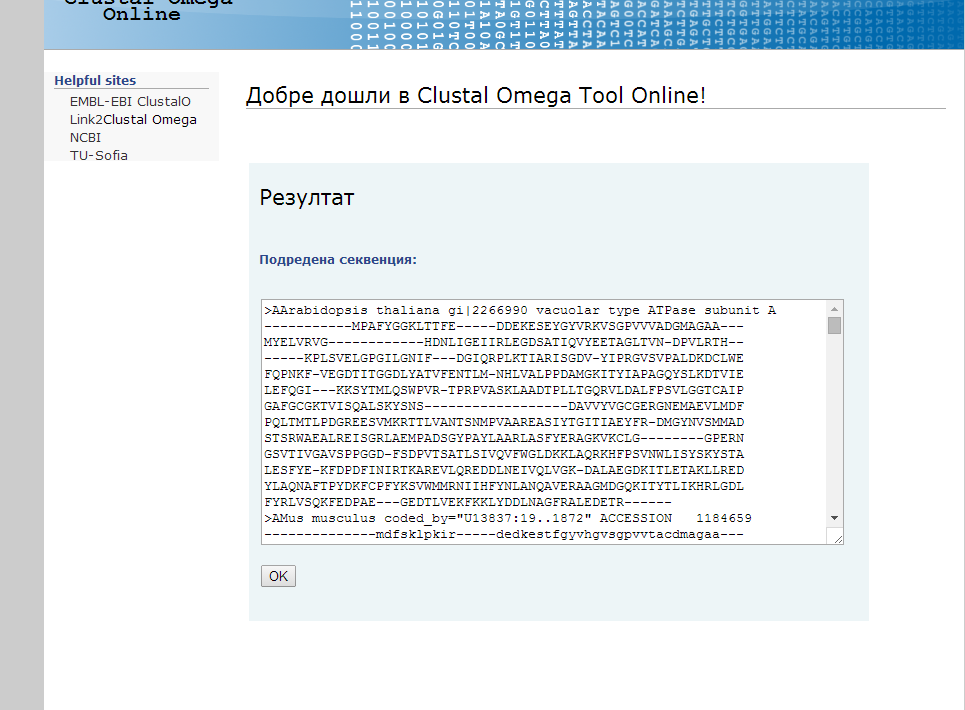 Clustal Omega
Online
Helpful sites
EMBL-EBI ClustalO
Link2Clustal Omega
NCBI
TU-Sofia
Добре дошли в Clustal Omega Tool Online!
Резултат
Подредена секвенция:
>AArabidopsis thaliana gi|2266990 vacuolar type ATPase subunit A
-----------MPAFYGGKLTTFE-----DDEKESEYGYVRKVSGPVVVADGMAGAA---
MYELVRVG------------HDNLIGEIIRLEGDSATIQVYEETAGLTVN-DPVLRTH--
-----KPLSVELGPGILGNIF---DGIQRPLKTIARISGDV-YIPRGVSVPALDKDCLWE
FQPNKF-VEGDTITGGDLYATVFENTLM-NHLVALPPDAMGKITYIAPAGQYSLKDTVIE
LEFQGI---KKSYTMLQSWPVR-TPRPVASKLAADTPLLTGQRVLDALFPSVLGGTCAIP
GAFGCGKTVISQALSKYSNS------------------DAVVYVGCGERGNEMAEVLMDF
PQLTMTLPDGREESVMKRTTLVANTSNMPVAAREASIYTGITIAEYFR-DMGYNVSMMAD
STSRWAEALREISGRLAEMPADSGYPAYLAARLASFYERAGKVKCLG--------GPERN
GSVTIVGAVSPPGGD-FSDPVTSATLSIVQVFWGLDKKLAQRKHFPSVNWLISYSKYSTA
LESFYE-KFDPDFINIRTKAREVLQREDDLNEIVQLVGK-DALAEGDKITLETAKLLRED
YLAQNAFTPYDKFCPFYKSVWMMRNIIHFYNLANQAVERAAGMDGQKITYTLIKHRLGDL
FYRLVSQKFEDPAE---GEDTLVEKFKKLYDDLNAGFRALEDETR------
>AMus musculus coded_by="U13837:19..1872" ACCESSION   1184659
--------------mdfsklpkir-----dedkestfgyvhgvsgpvvtacdmagaa---
OK